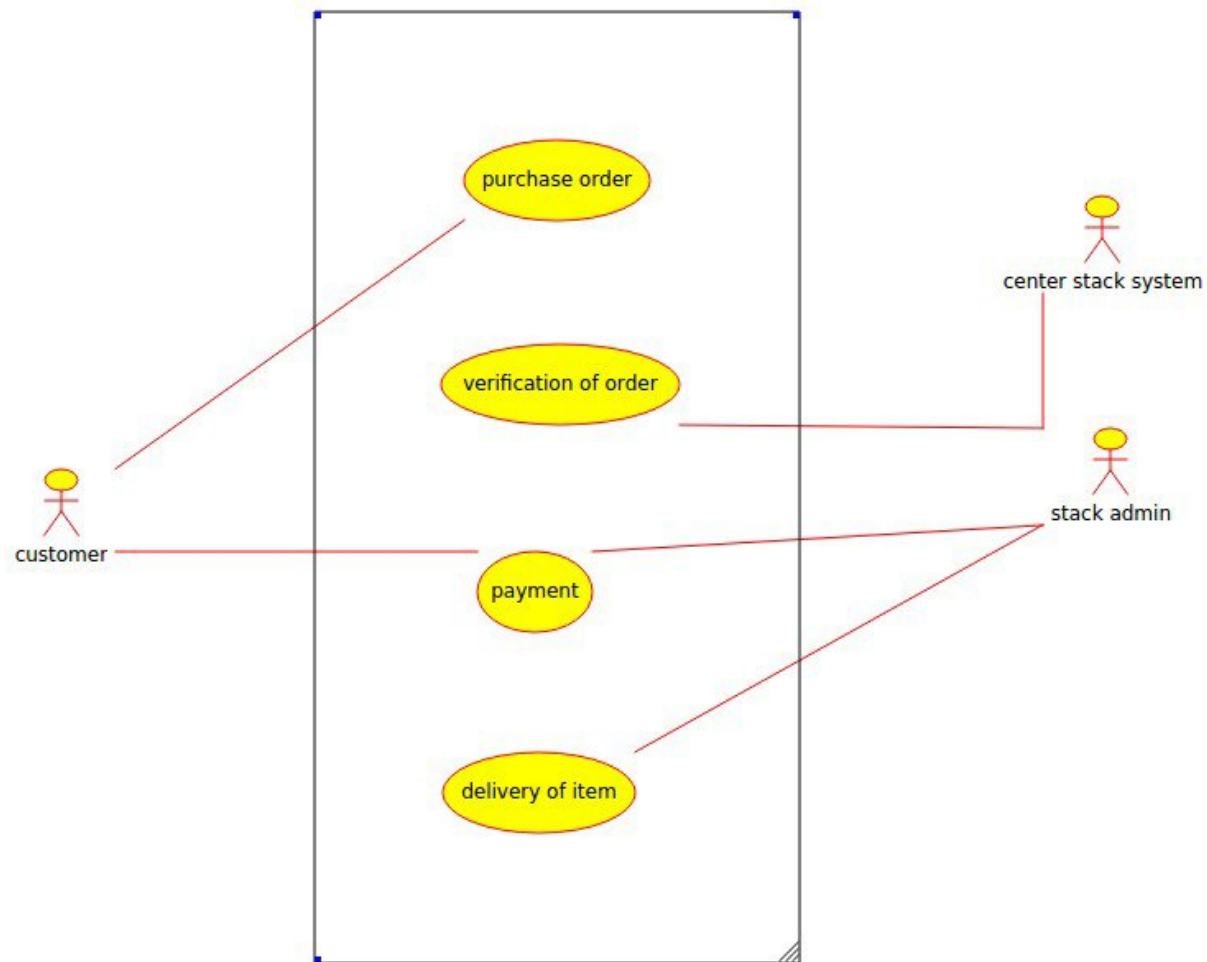 purchase order
center stack system
verification of order
stack admin
customer
payment
delivery of item